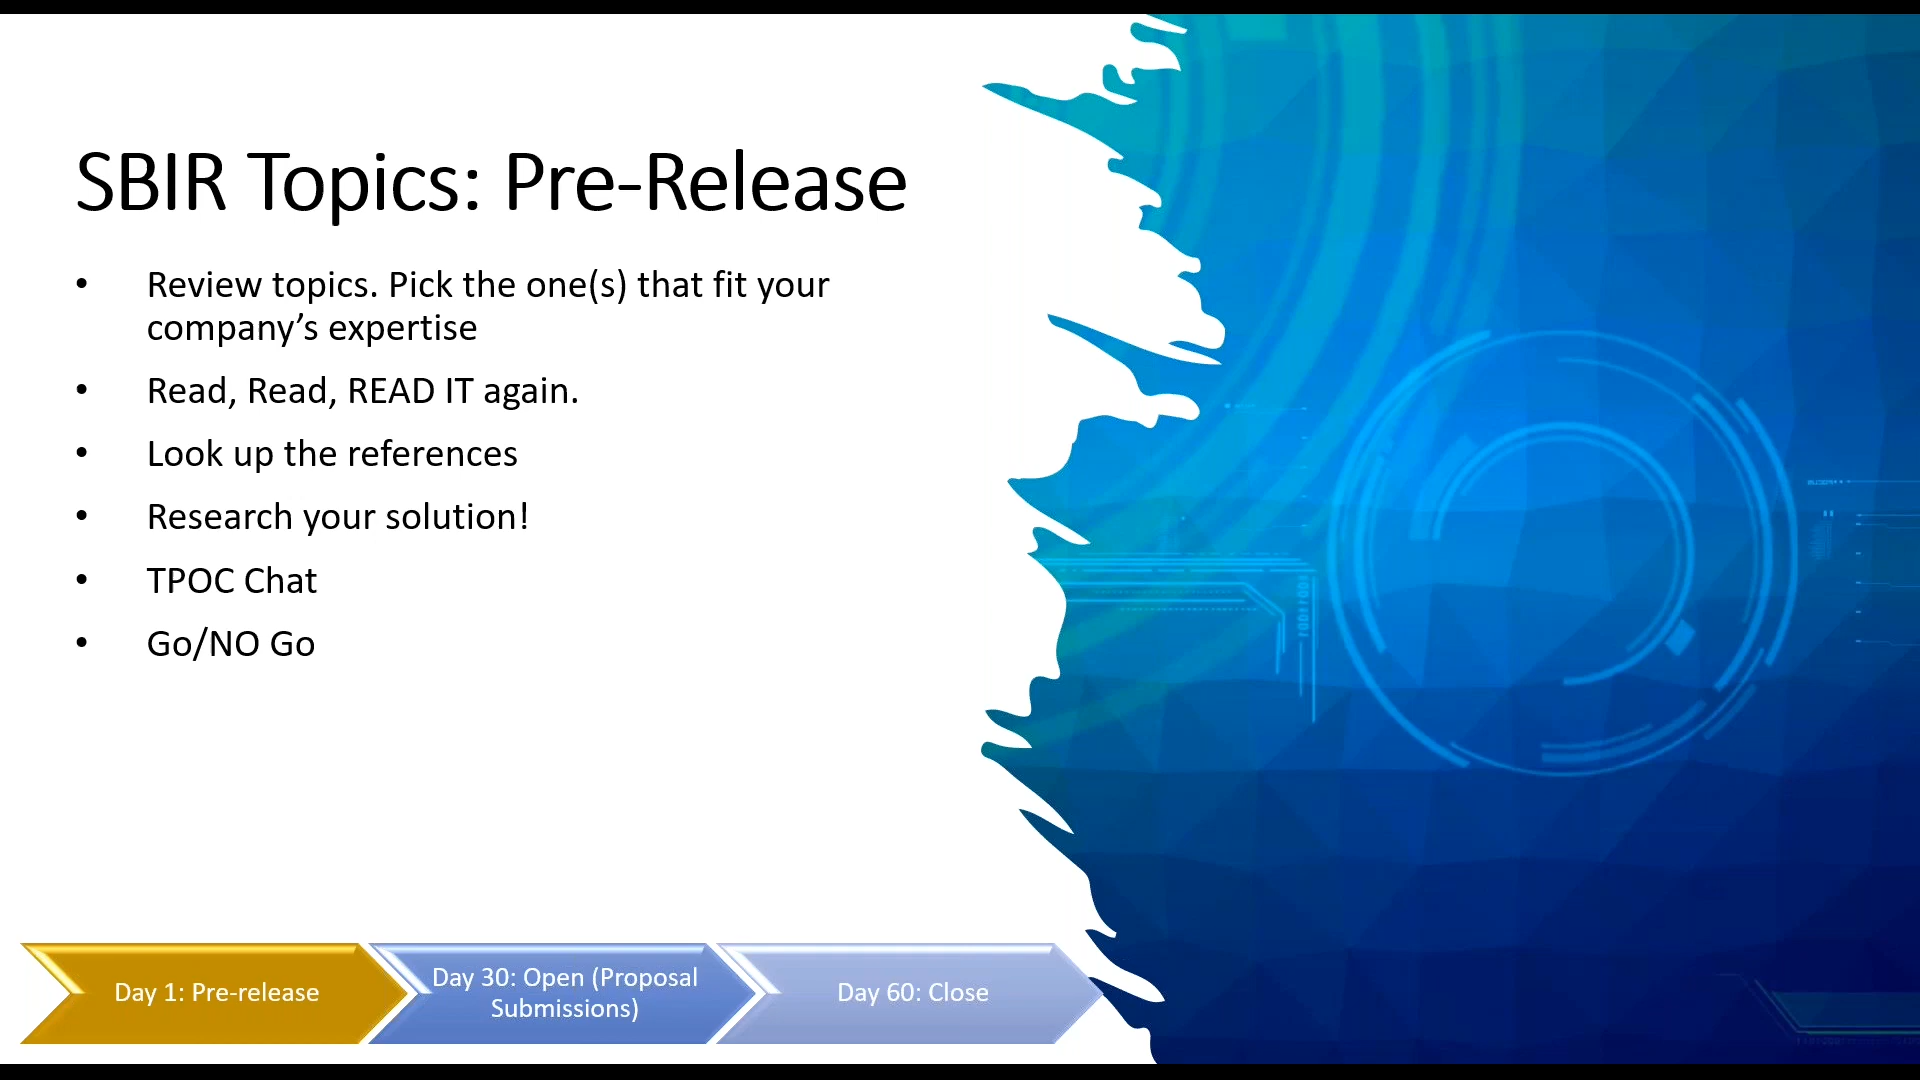 SBIR Topics: Pre-Release
• Review topics. Pick the one(s) that fit your
company’s expertise
• Read, Read, READ IT again.
• Look up the references
• Research your solution!
• TPOC Chat
• Go/NO Go
Day 1: Pre-release
Day 30: Open (Proposal
Submissions)
Day 60: Close